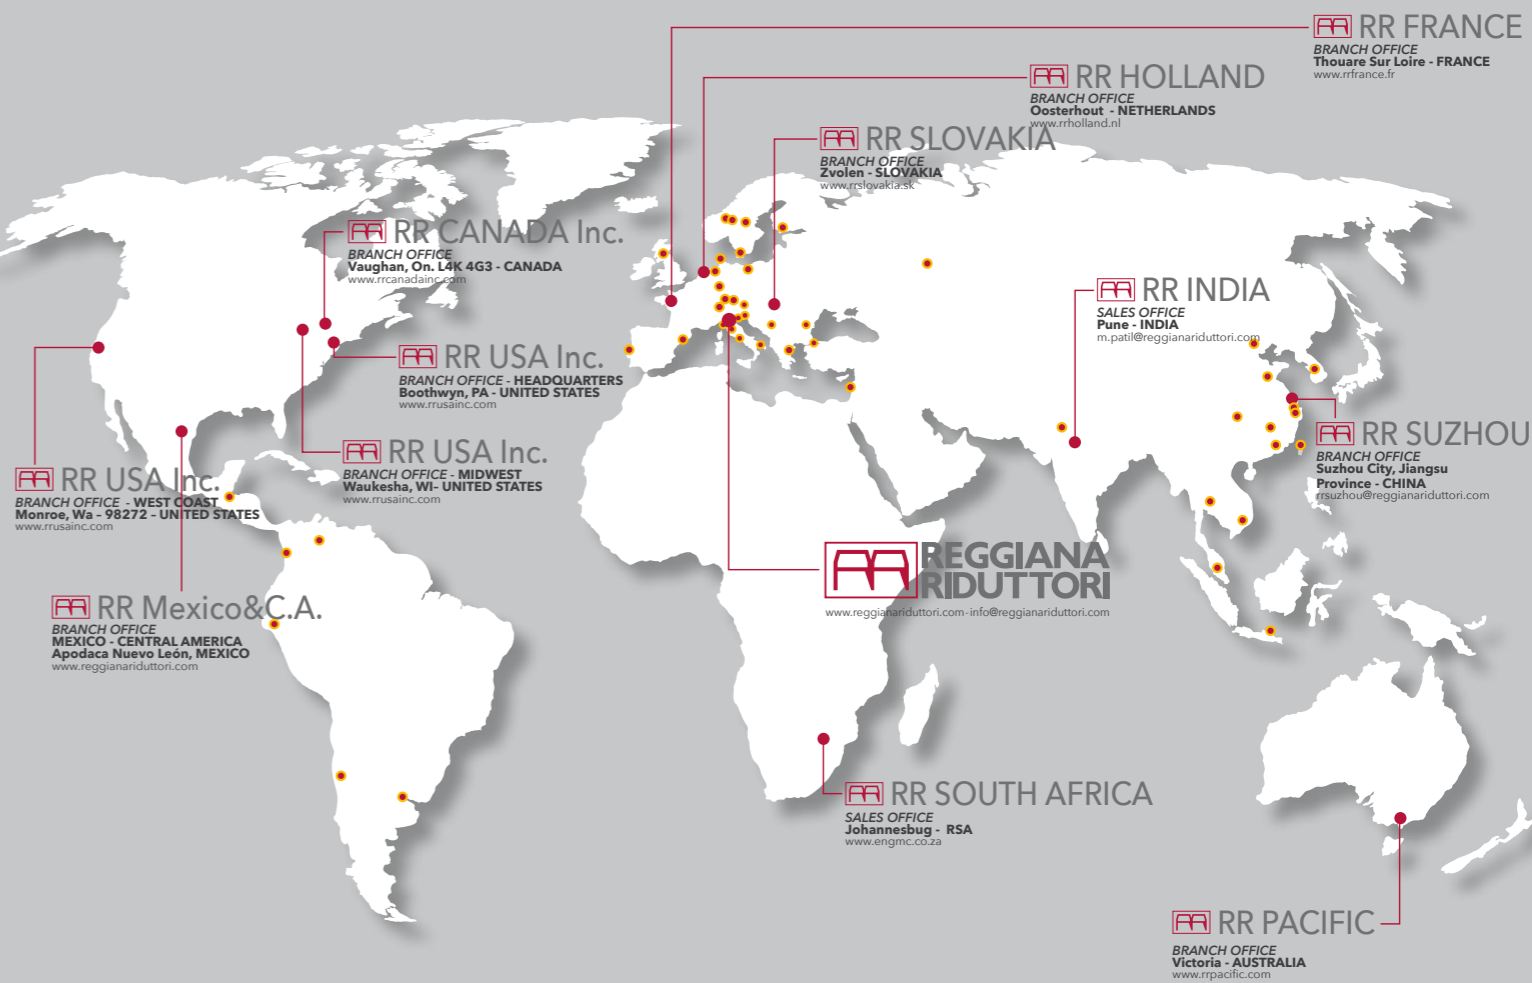 RR FRANCE
BRANCH OFFICE
Thouare Sur Loire - FRANCE
www.rrfrance.fr
RR HOLLAND
BRANCH OFFICE
Oosterhout - NETHERLANDS
www.rrholland.nl
RR SLOVAKIA
BRANCH OFFICE
Zvolen - SLOVAKIA
www.rrslovakia.sk
RR CANADA Inc.
BRANCH OFFICE
Vaughan, On. L4K 4G3 - CANADA
www.rrcanadainc.com
RR INDIA
SALES OFFICE
Pune - INDIA
m.patil@reggianariduttori.com
RR USA Inc.
BRANCH OFFICE - HEADQUARTERS
Boothwyn, PA - UNITED STATES
www.rrusainc.com
RR SUZHOU
BRANCH OFFICE
Suzhou City, Jiangsu
Province - CHINA
rrsuzhou@reggianariduttori.com
RR USA Inc.
BRANCH OFFICE - MIDWEST
Waukesha, WI- UNITED STATES
www.rrusainc.com
RR USA Inc.
BRANCH OFFICE - WEST COAST
Monroe, Wa - 98272 - UNITED STATES
www.rrusainc.com
REGGIANA
RIDUTTORI
www.reggianariduttori.com-info@reggianariduttori.com
RR Mexico&C.A.
BRANCH OFFICE
MEXICO - CENTRAL AMERICA
Apodaca Nuevo León, MEXICO
www.reggianariduttori.com
RR SOUTH AFRICA
SALES OFFICE
Johannesbug - RSA
www.engmc.co.za
RR PACIFIC
BRANCH OFFICE
Victoria - AUSTRALIA
www.rrpacific.com